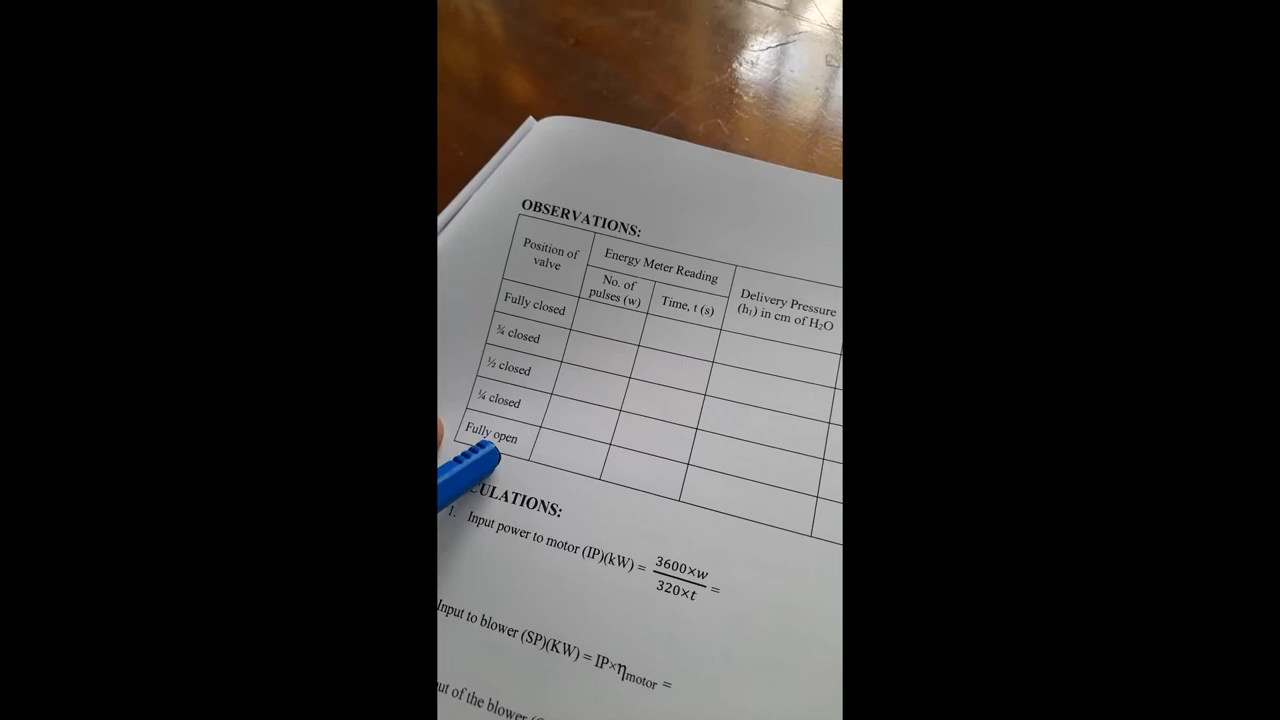 OBSERVATIONS:
Position of valve
Energy Meter Reading
Delivery Pressure
(h₁) in cm of H₂O
No. of
pulses (w)
Time, t (s)
Fully closed
¾ closed
½ closed
¼ closed
Fully open
CULATIONS:
1. Input power to motor (IP)(kW) = 3600×w / 320×t =
Input to blower (SP)(KW) = IP×ηmotor =
of the blower